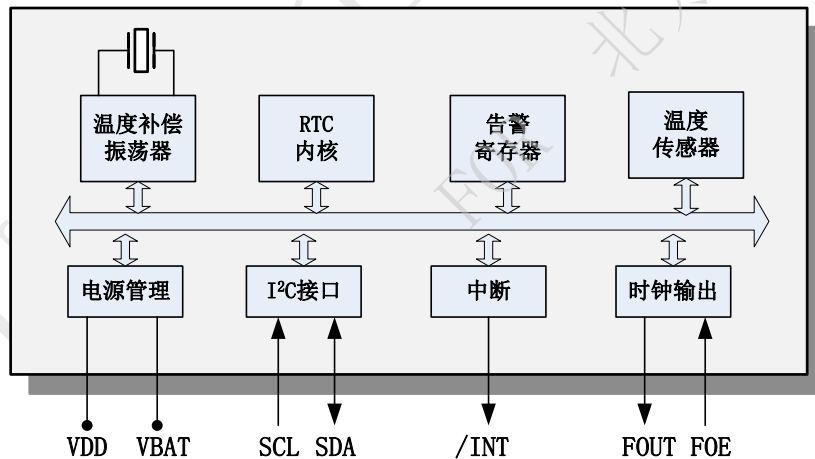 温度补偿
振荡器
RTC
内核
告警
寄存器
温度
传感器
电源管理
I²C接口
中断
时钟输出
VDD VBAT SCL SDA /INT FOUT FOE
FOR